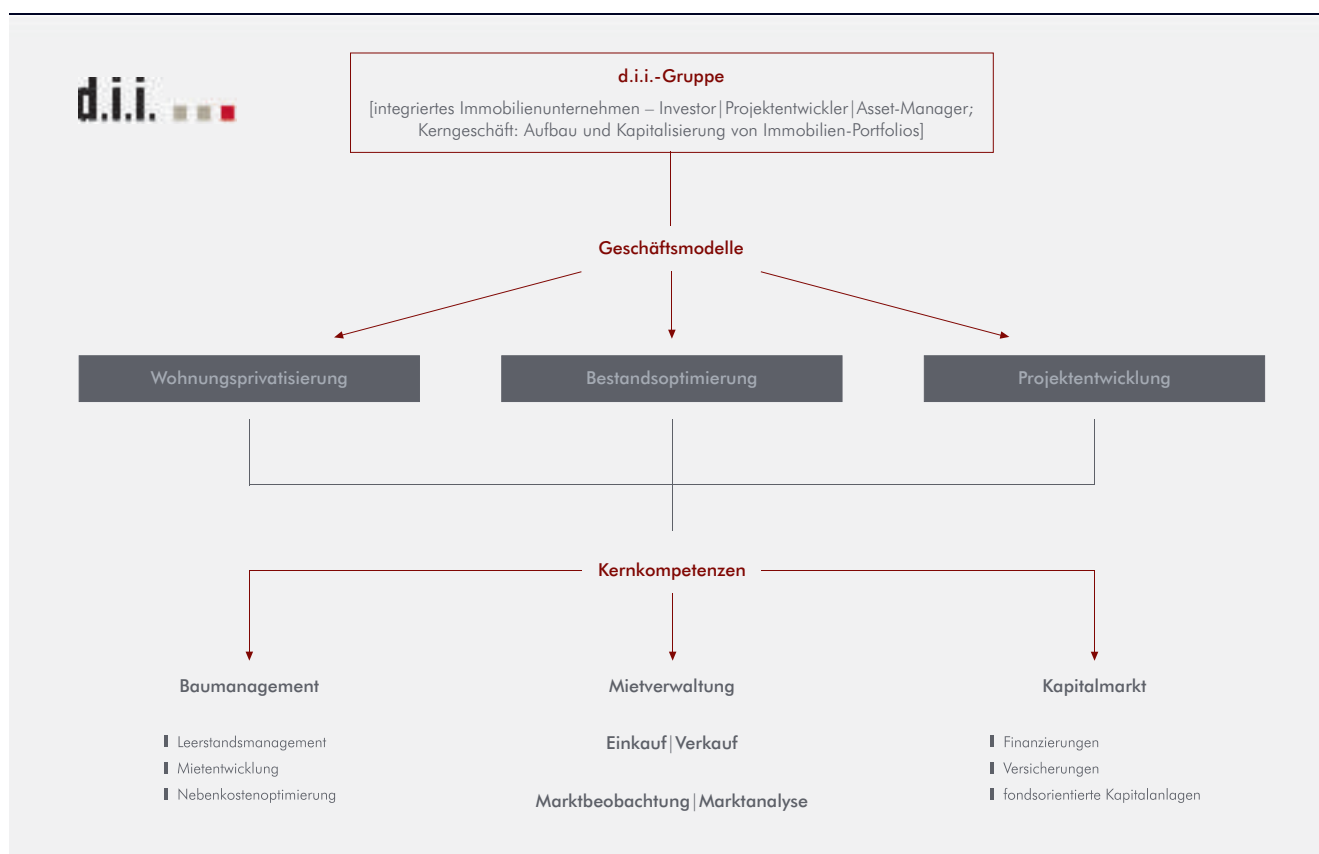 d.i.i.
d.i.i.-Gruppe
[integriertes Immobilienunternehmen – Investor|Projektentwickler|Asset-Manager;
Kerngeschäft: Aufbau und Kapitalisierung von Immobilien-Portfolios]
Geschäftsmodelle
Wohnungsprivatisierung
Bestandsoptimierung
Projektentwicklung
Kernkompetenzen
Baumanagement
Leerstandsmanagement
Mietentwicklung
Nebenkostenoptimierung
Mietverwaltung
Einkauf|Verkauf
Marktbeobachtung|Marktanalyse
Kapitalmarkt
Finanzierungen
Versicherungen
fondsorientierte Kapitalanlagen